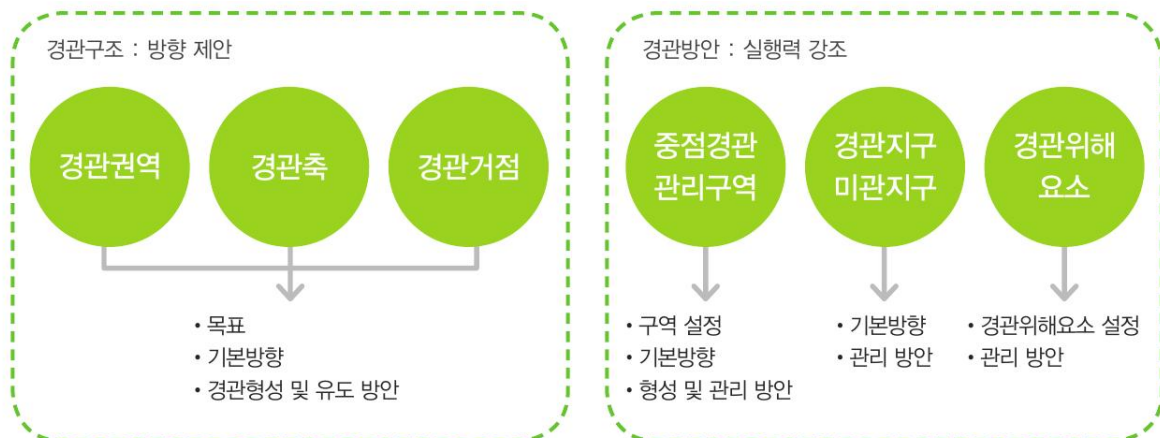 경관구조 : 방향 제안
경관권역
경관축
경관거점
• 목표
• 기본방향
• 경관형성 및 유도 방안
경관방안 : 실행력 강조
중점경관
관리구역
경관지구
미관지구
경관위해
요소
• 구역 설정
• 기본방향
• 형성 및 관리 방안
• 기본방향
• 관리 방안
• 경관위해요소 설정
• 관리 방안